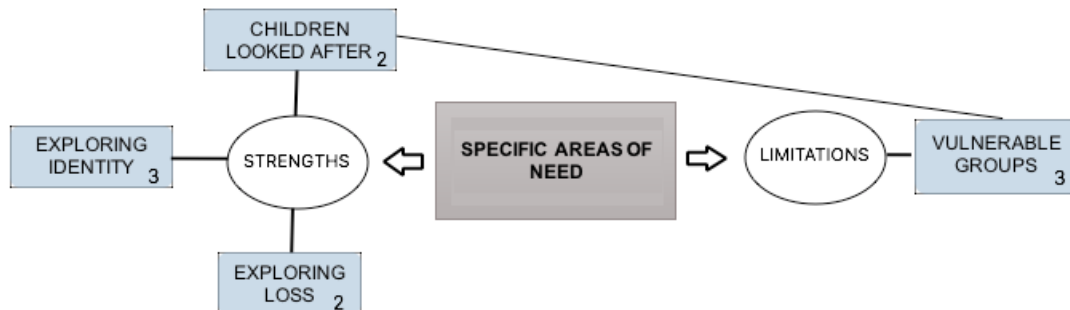 CHILDREN
LOOKED AFTER 2
EXPLORING
IDENTITY 3
STRENGTHS
SPECIFIC AREAS OF
NEED
LIMITATIONS
VULNERABLE
GROUPS 3
EXPLORING
LOSS 2